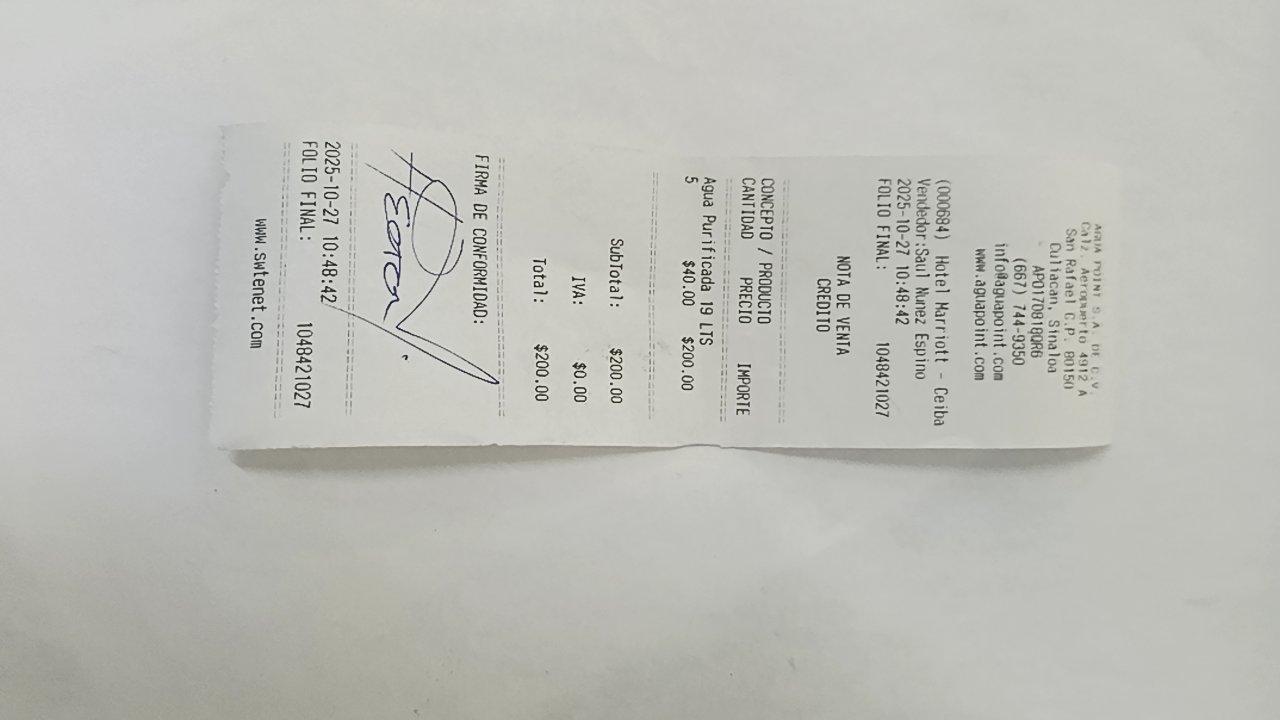 AGUA POINT S.A. DE C.V.
Calz. Aeropuerto 4912 A
San Rafael C.P. 80150
Culiacan, Sinaloa
APO170818QR6
(667) 744-9350
info@aguapoint.com
www.aguapoint.com
(000684) Hotel Marriott - Ceiba
Vendedor:Saul Nunez Espino
2025-10-27 10:48:42
FOLIO FINAL: 1048421027
NOTA DE VENTA
CREDITO
CONCEPTO / PRODUCTO
CANTIDAD PRECIO IMPORTE
Agua Purificada 19 LTS
5 $40.00 $200.00
SubTotal: $200.00
IVA: $0.00
Total: $200.00
FIRMA DE CONFORMIDAD:
2025-10-27 10:48:42
FOLIO FINAL: 1048421027
www.swtenet.com